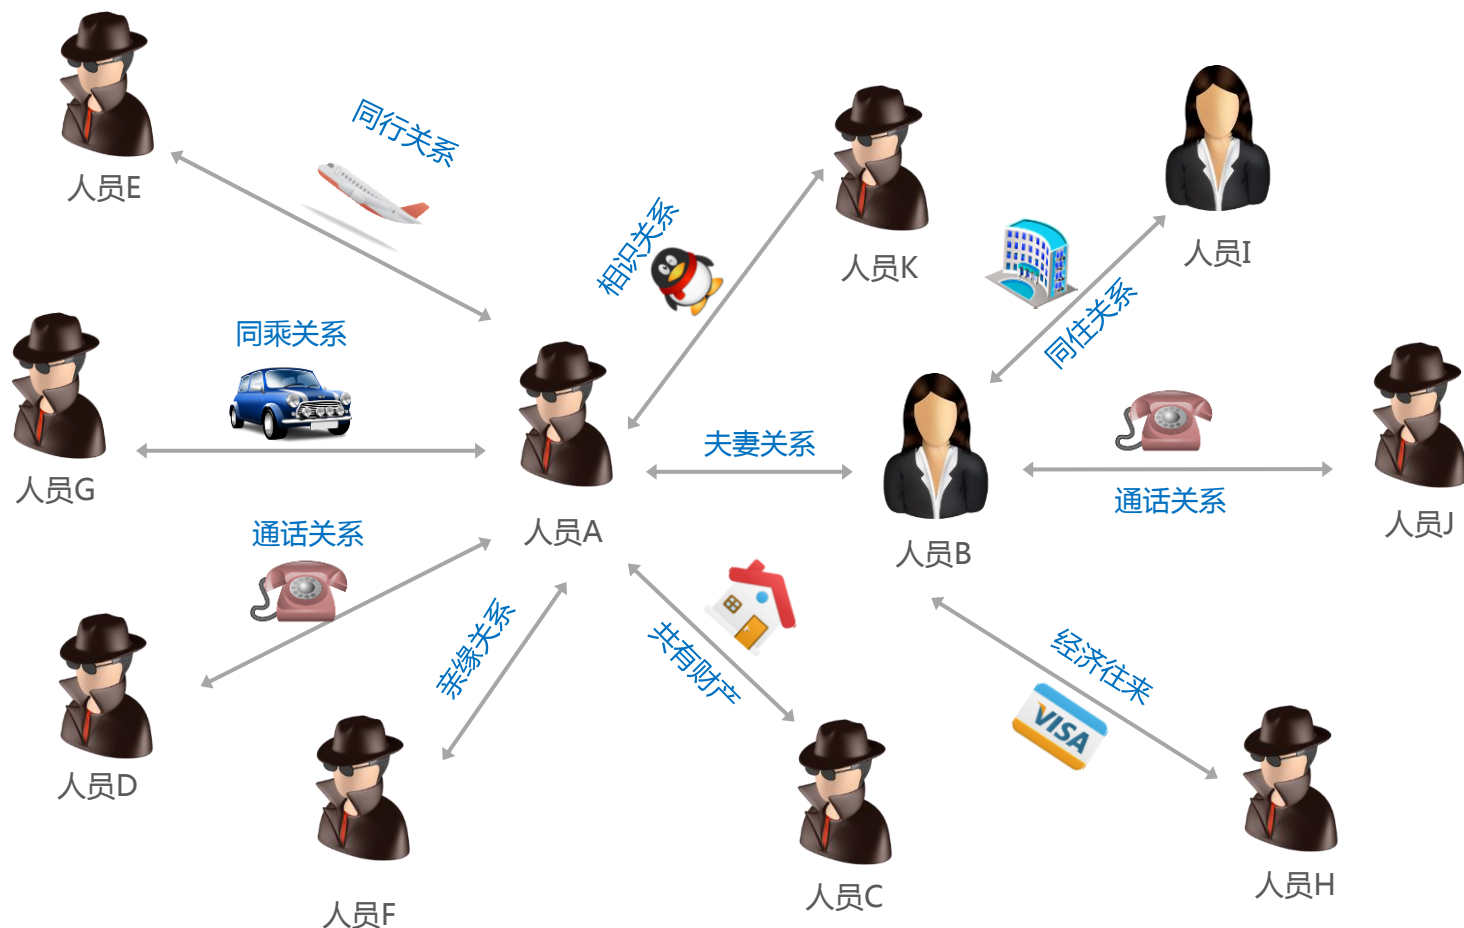 同行关系
人员E
相识关系
人员K
人员I
同住关系
同乘关系
夫妻关系
人员G
通话关系
人员A
人员B
通话关系
人员J
亲缘关系
共有财产
经济往来
VISA
人员D
人员F
人员C
人员H